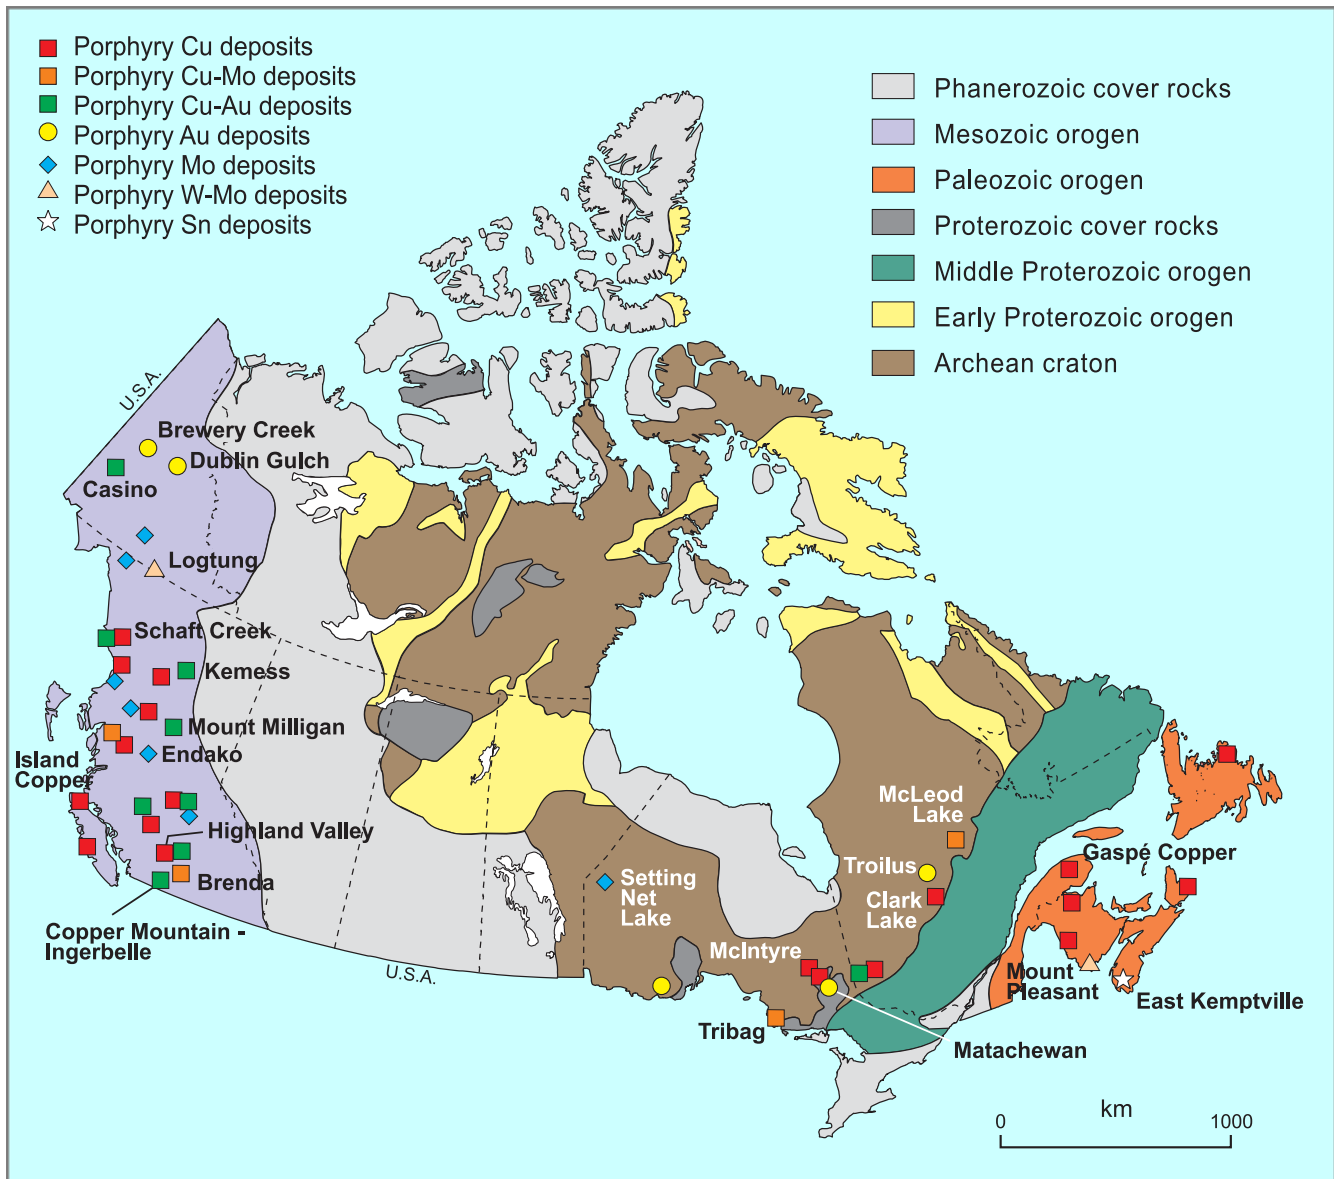 Porphyry Cu deposits
Porphyry Cu-Mo deposits
Porphyry Cu-Au deposits
Porphyry Au deposits
Porphyry Mo deposits
Porphyry W-Mo deposits
Porphyry Sn deposits
Phanerozoic cover rocks
Mesozoic orogen
Paleozoic orogen
Proterozoic cover rocks
Middle Proterozoic orogen
Early Proterozoic orogen
Archean craton
U.S.A.
Brewery Creek
Dublin Gulch
Casino
Logtung
Schaft Creek
Kemess
Mount Milligan
Endako
Island
Copper
Highland Valley
Brenda
Copper Mountain -
Ingerbelle
U.S.A.
Setting
Net
Lake
McIntyre
Tribag
McLeod
Lake
Troilus
Clark
Lake
Matachewan
Gaspé Copper
Mount
Pleasant
East Kemptville
km
0
1000